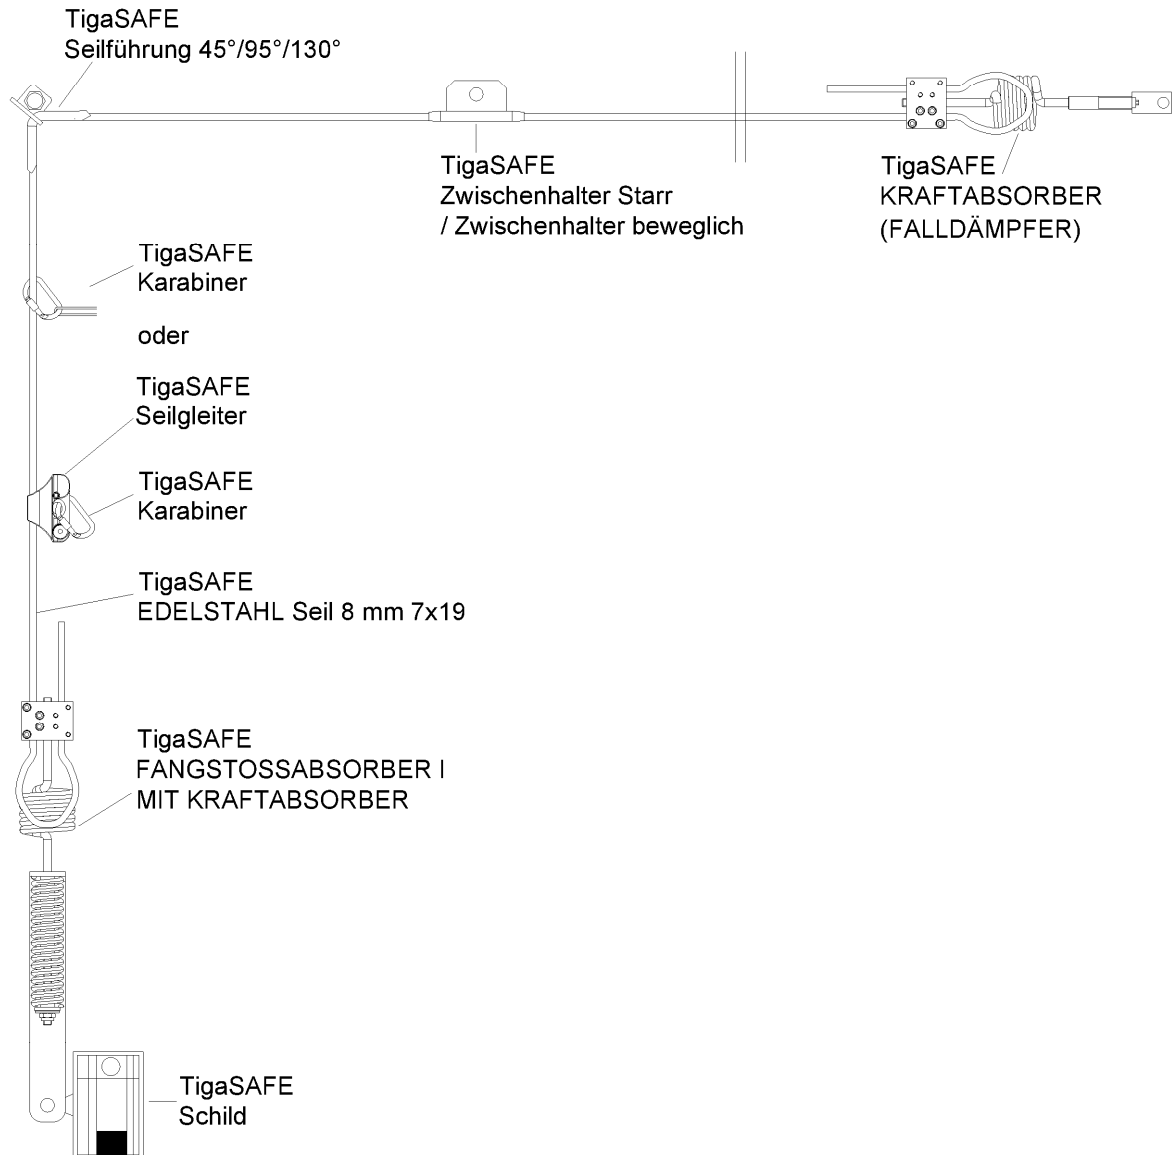 TigaSAFE
Seilführung 45°/95°/130°
TigaSAFE
Zwischenhalter Starr
/ Zwischenhalter beweglich
TigaSAFE
KRAFTABSORBER
(FALLDÄMPFER)
TigaSAFE
Karabiner
oder
TigaSAFE
Seilgleiter
TigaSAFE
Karabiner
TigaSAFE
EDELSTAHL Seil 8 mm 7x19
TigaSAFE
FANGSTOSSABSORBER I
MIT KRAFTABSORBER
TigaSAFE
Schild